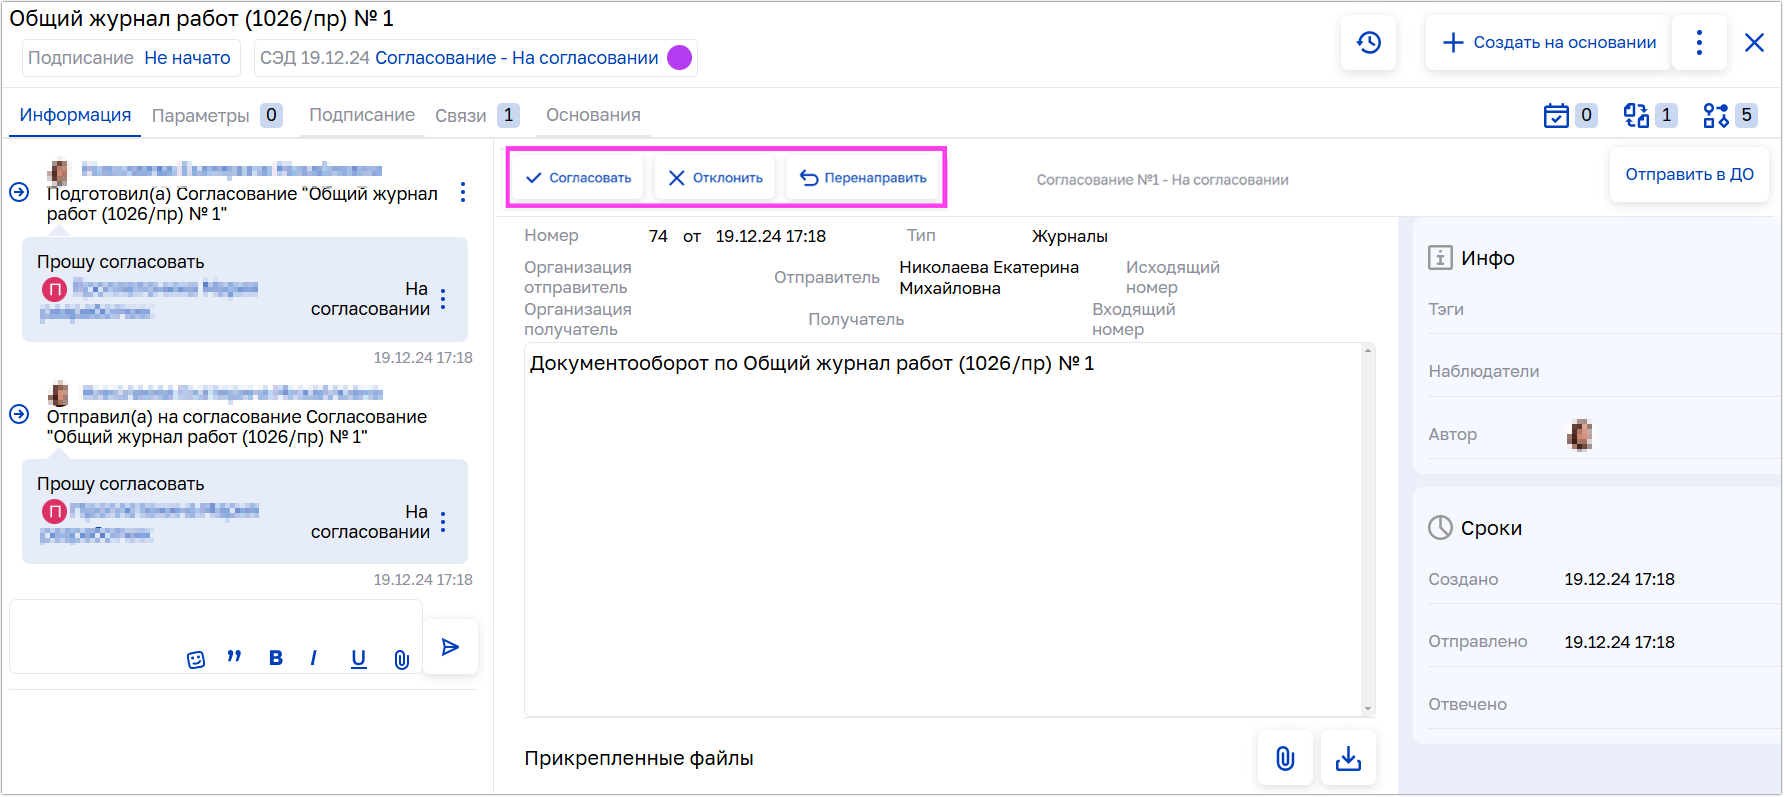 Общий журнал работ (1026/пр) № 1
Подписание Не начато
СЭД 19.12.24 Согласование - На согласовании
Создать на основании
Информация
Параметры 0
Подписание
Связи 1
Основания
0
1
5
Подготовил(а) Согласование "Общий журнал
работ (1026/пр) № 1"
Прошу согласовать
П
На
согласовании
19.12.24 17:18
Отправил(а) на согласование Согласование
"Общий журнал работ (1026/пр) № 1"
Прошу согласовать
П
На
согласовании
19.12.24 17:18
B I U
Согласовать
Отклонить
Перенаправить
Согласование №1 - На согласовании
Отправить в ДО
Номер 74 от 19.12.24 17:18
Тип Журналы
Организация
отправитель
Отправитель
Николаева Екатерина
Михайловна
Исходящий
номер
Организация
получатель
Получатель
Входящий
номер
Документооборот по Общий журнал работ (1026/пр) № 1
Прикрепленные файлы
Инфо
Тэги
Наблюдатели
Автор
Сроки
Создано 19.12.24 17:18
Отправлено 19.12.24 17:18
Отвечено